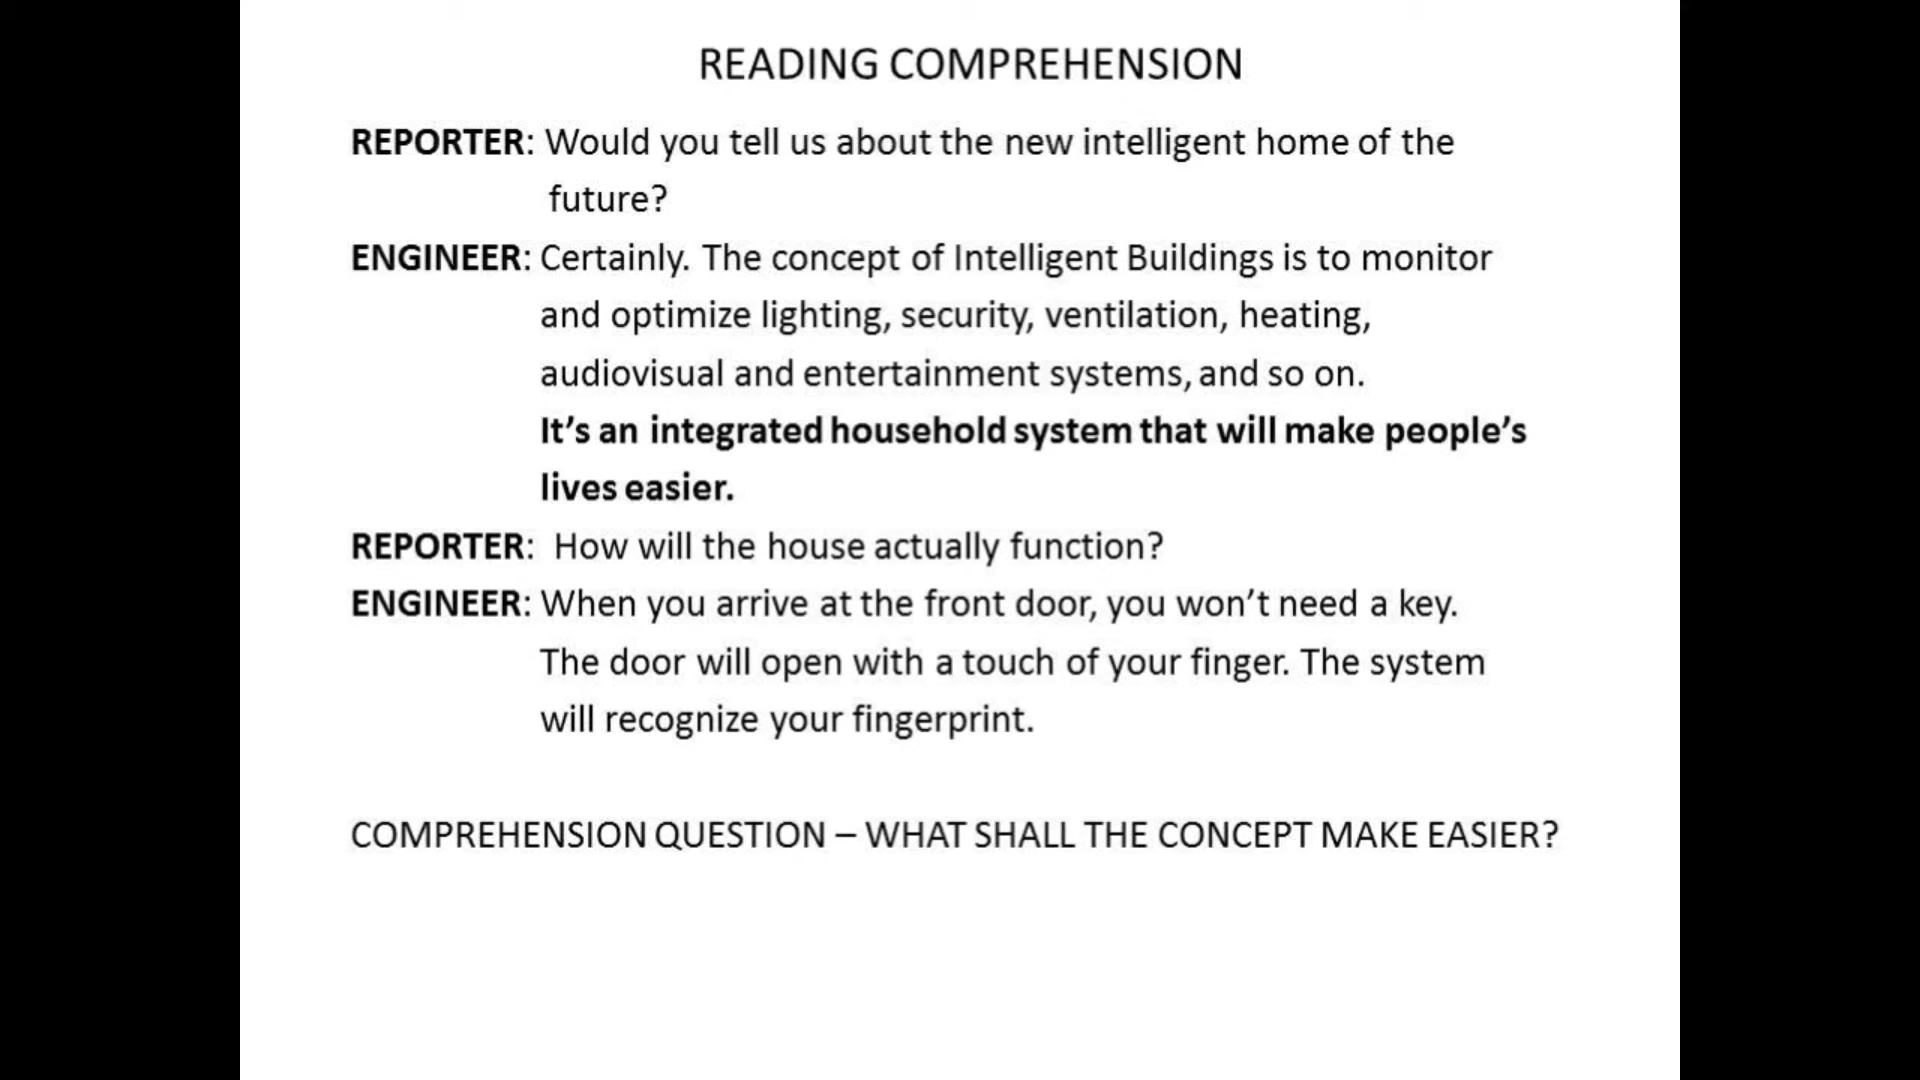 READING COMPREHENSION
REPORTER: Would you tell us about the new intelligent home of the
future?
ENGINEER: Certainly. The concept of Intelligent Buildings is to monitor
and optimize lighting, security, ventilation, heating,
audiovisual and entertainment systems, and so on.
It’s an integrated household system that will make people’s
lives easier.
REPORTER: How will the house actually function?
ENGINEER: When you arrive at the front door, you won’t need a key.
The door will open with a touch of your finger. The system
will recognize your fingerprint.
COMPREHENSION QUESTION – WHAT SHALL THE CONCEPT MAKE EASIER?